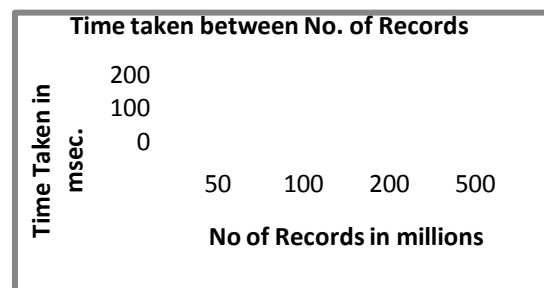 Time taken between No. of Records
Time Taken in
msec.
200
100
0
50 100 200 500
No of Records in millions